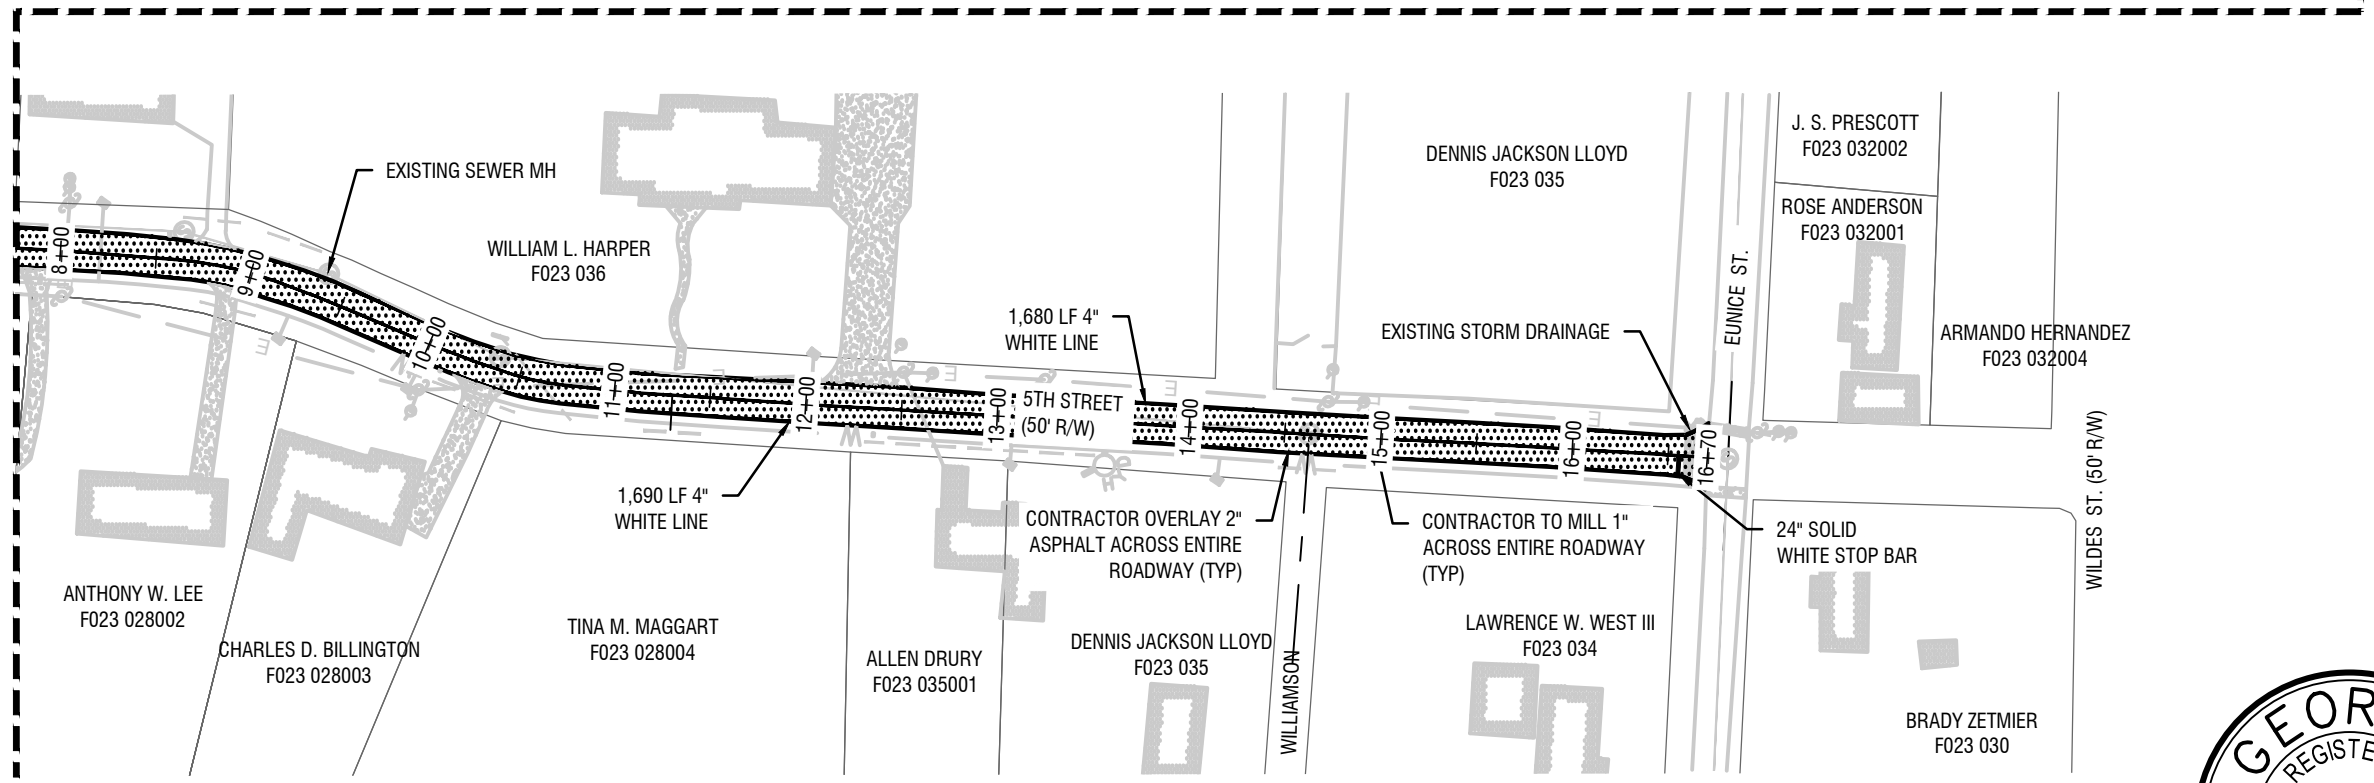 J. S. PRESCOTT
F023 032002
DENNIS JACKSON LLOYD
F023 035
EXISTING SEWER MH
ROSE ANDERSON
F023 032001
WILLIAM L. HARPER
F023 036
8+00
9+00
10+00
11+00
12+00
13+00
14+00
15+00
16+00
16+70
1,680 LF 4"
WHITE LINE
EXISTING STORM DRAINAGE
EUNICE ST.
ARMANDO HERNANDEZ
F023 032004
5TH STREET
(50' R/W)
WILDES ST. (50' R/W)
1,690 LF 4"
WHITE LINE
CONTRACTOR OVERLAY 2"
ASPHALT ACROSS ENTIRE
ROADWAY (TYP)
CONTRACTOR TO MILL 1"
ACROSS ENTIRE ROADWAY
(TYP)
24" SOLID
WHITE STOP BAR
ANTHONY W. LEE
F023 028002
CHARLES D. BILLINGTON
F023 028003
TINA M. MAGGART
F023 028004
ALLEN DRURY
F023 035001
DENNIS JACKSON LLOYD
F023 035
WILLIAMSON
LAWRENCE W. WEST III
F023 034
BRADY ZETMIER
F023 030
GEOR
REGISTE